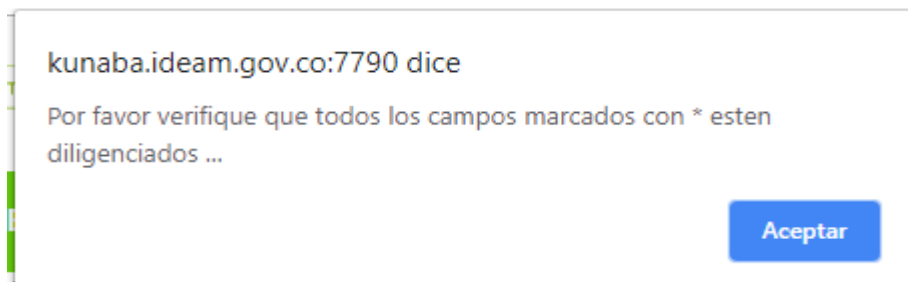 kunaba.ideam.gov.co:7790 dice
Por favor verifique que todos los campos marcados con * esten
diligenciados ...
Aceptar